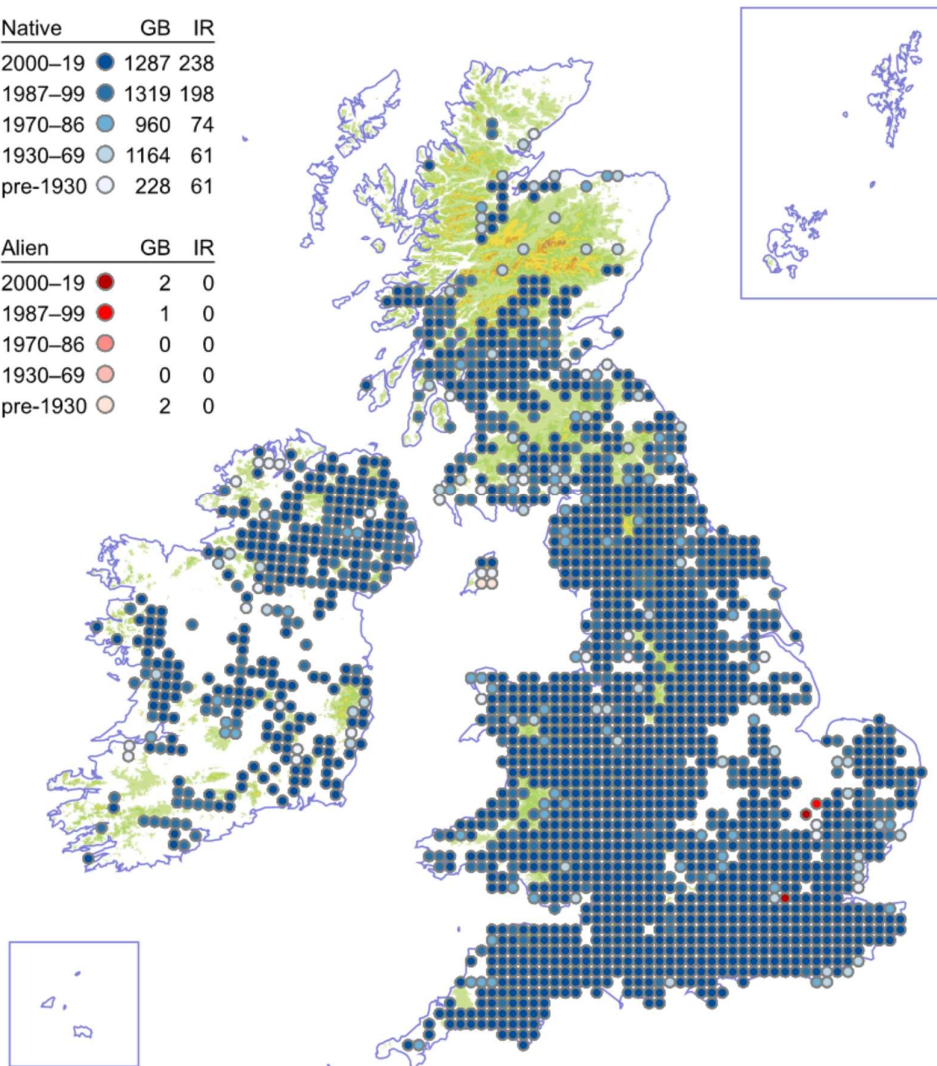 Native GB IR
2000–19 1287 238
1987–99 1319 198
1970–86 960 74
1930–69 1164 61
pre-1930 228 61
Alien GB IR
2000–19 2 0
1987–99 1 0
1970–86 0 0
1930–69 0 0
pre-1930 2 0